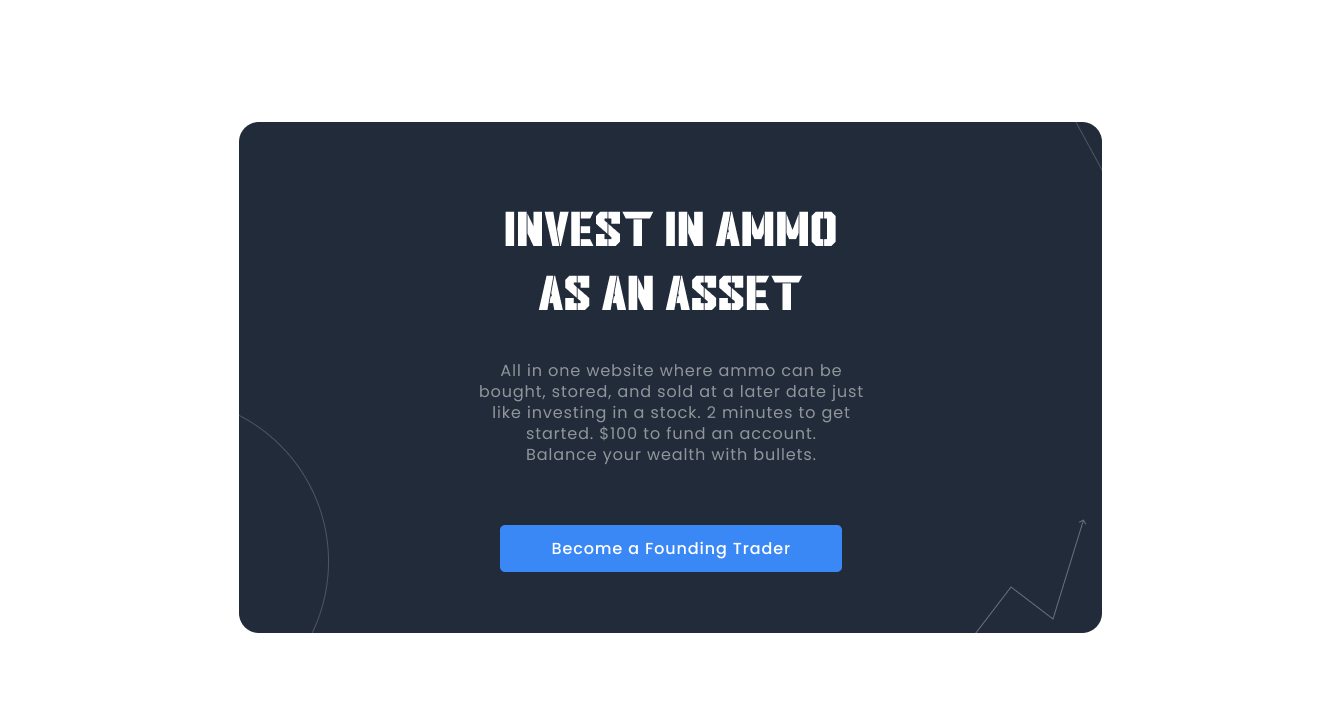 INVEST IN AMMO
AS AN ASSET
All in one website where ammo can be
bought, stored, and sold at a later date just
like investing in a stock. 2 minutes to get
started. $100 to fund an account.
Balance your wealth with bullets.
Become a Founding Trader